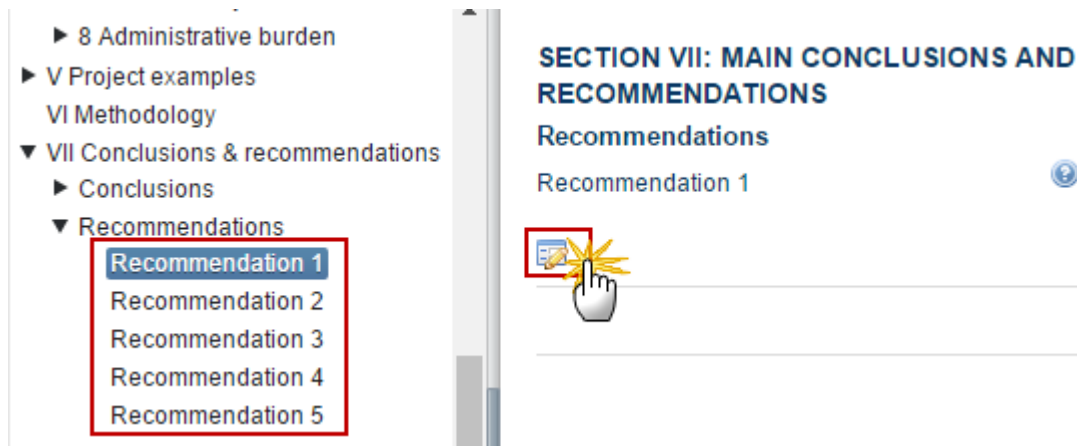 8 Administrative burden
V Project examples
VI Methodology
VII Conclusions & recommendations
Conclusions
Recommendations
Recommendation 1
Recommendation 2
Recommendation 3
Recommendation 4
Recommendation 5
SECTION VII: MAIN CONCLUSIONS AND
RECOMMENDATIONS
Recommendations
Recommendation 1
?